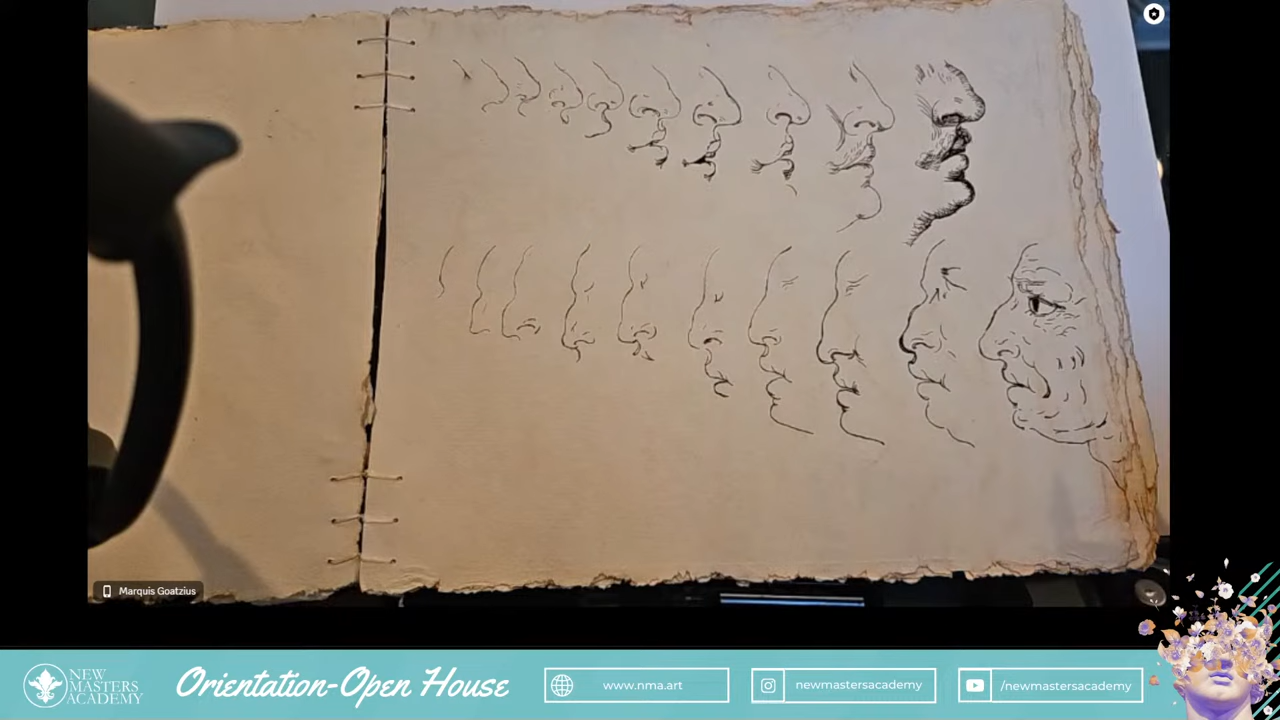 Marquis Goatzius
NEW
MASTERS
ACADEMY
Orientation-Open House
www.nma.art
newmastersacademy
/newmastersacademy